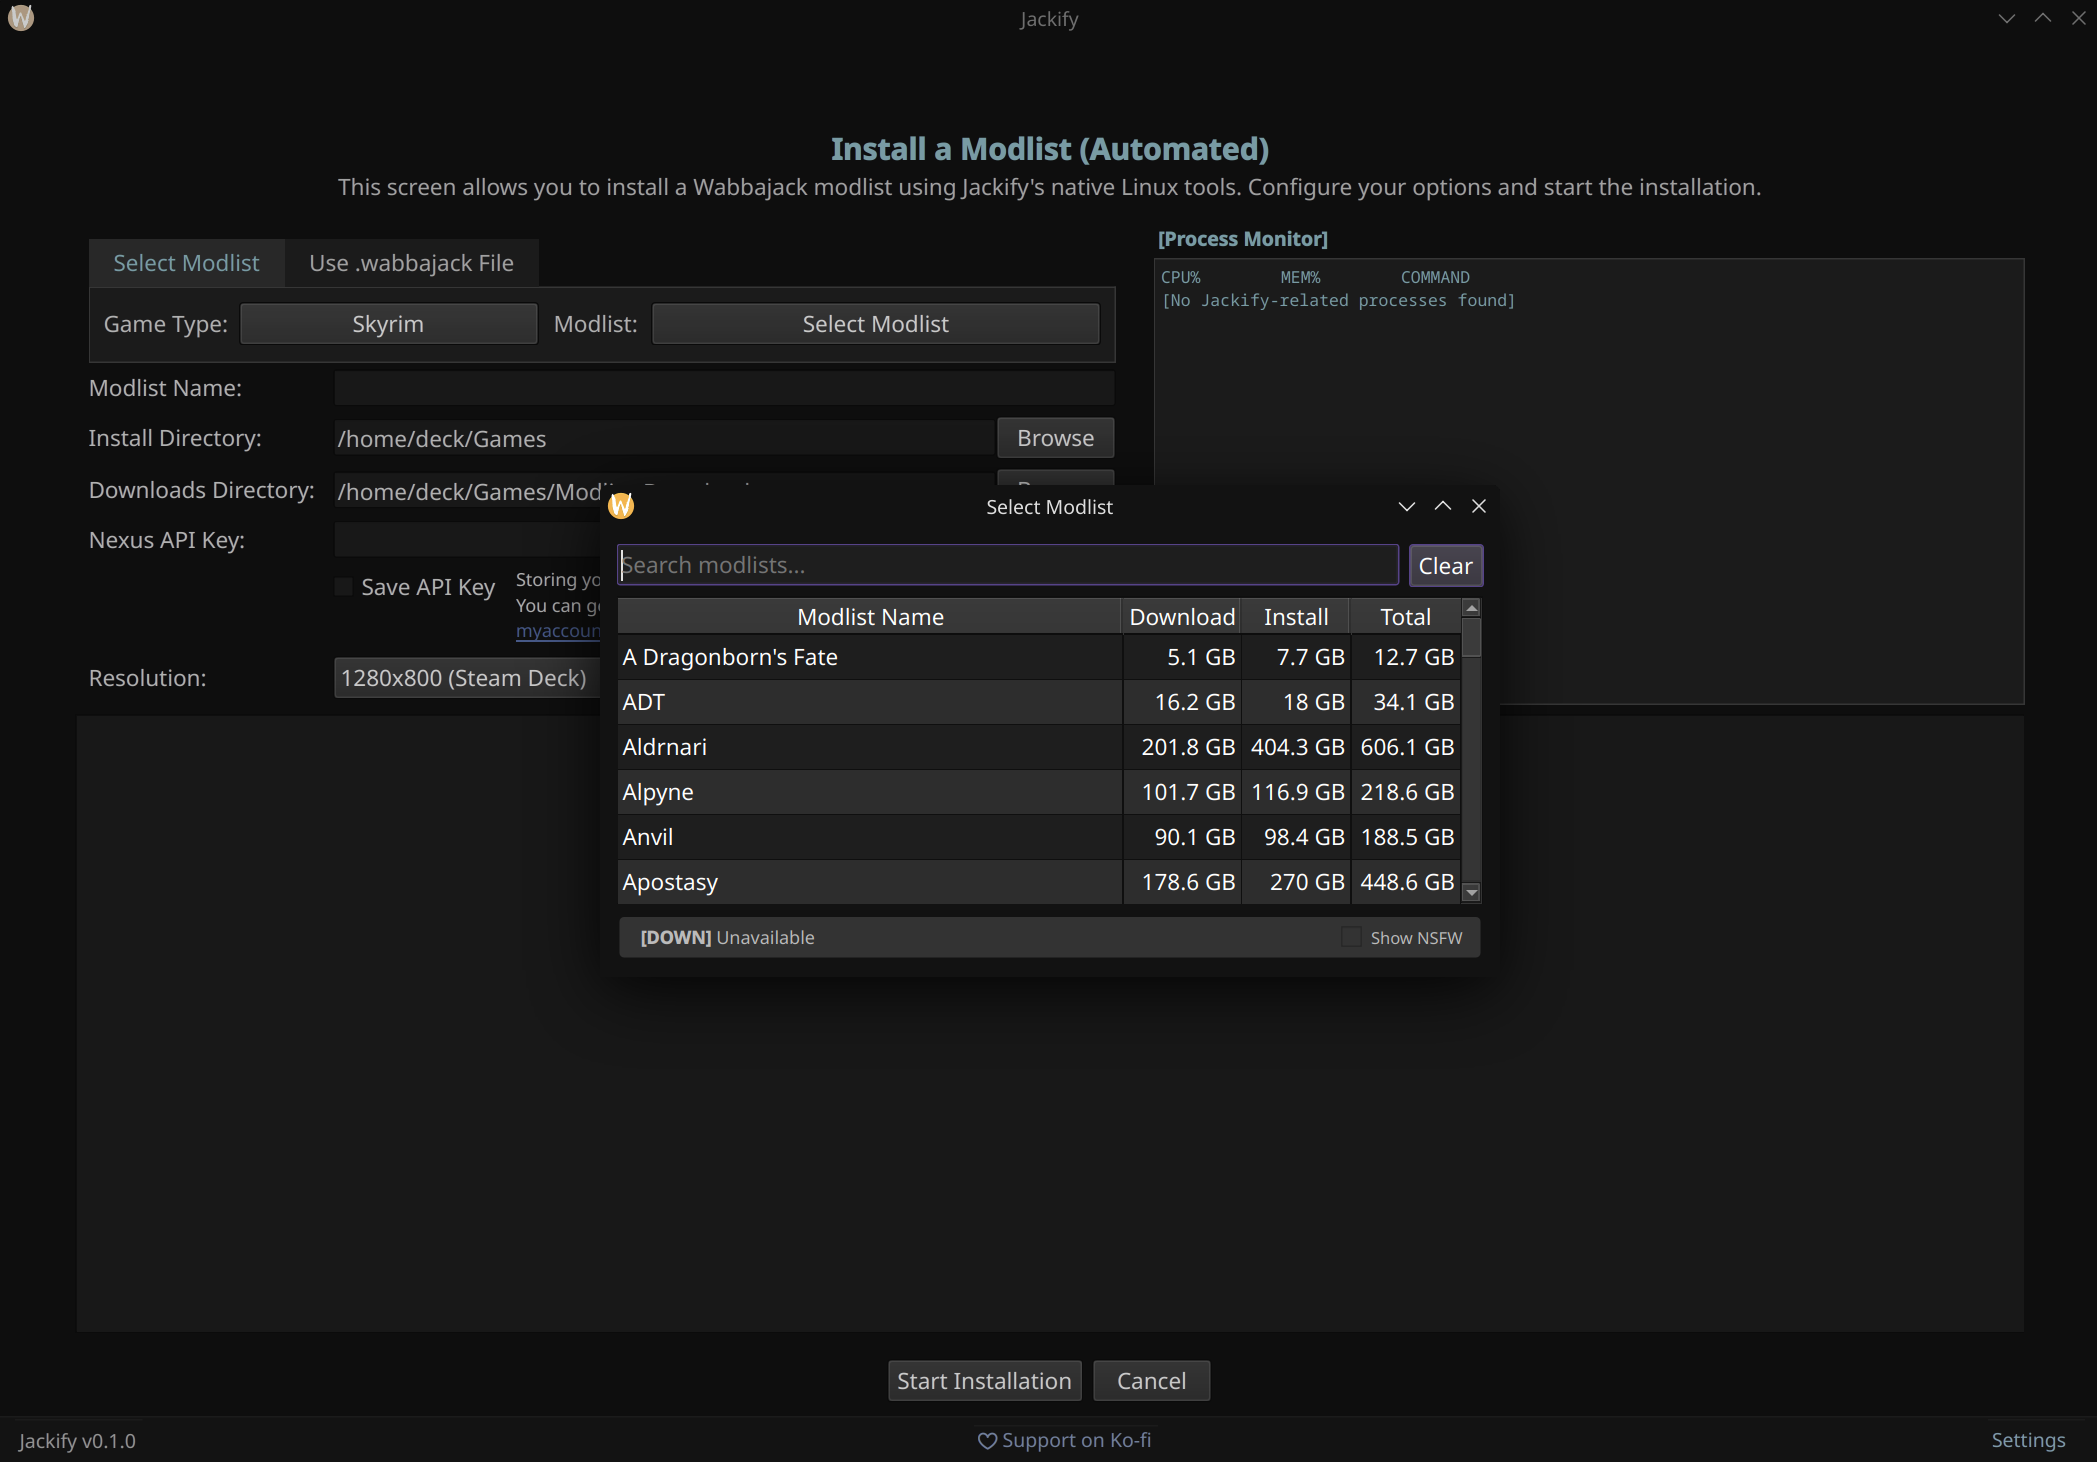 Jackify
Install a Modlist (Automated)
This screen allows you to install a Wabbajack modlist using Jackify's native Linux tools. Configure your options and start the installation.
Select Modlist
Use .wabbajack File
Game Type:
Skyrim
Modlist:
Select Modlist
Modlist Name:
Install Directory:
/home/deck/Games
Browse
Downloads Directory:
/home/deck/Games/Mod
Nexus API Key:
Save API Key
Storing yo
You can g
myaccoun
Resolution:
1280x800 (Steam Deck)
[Process Monitor]
CPU% MEM% COMMAND
[No Jackify-related processes found]
W
Select Modlist
Search modlists...
Clear
Modlist Name Download Install Total
A Dragonborn's Fate 5.1 GB 7.7 GB 12.7 GB
ADT 16.2 GB 18 GB 34.1 GB
Aldrnari 201.8 GB 404.3 GB 606.1 GB
Alpyne 101.7 GB 116.9 GB 218.6 GB
Anvil 90.1 GB 98.4 GB 188.5 GB
Apostasy 178.6 GB 270 GB 448.6 GB
[DOWN] Unavailable
Show NSFW
Start Installation
Cancel
Jackify v0.1.0
Support on Ko-fi
Settings